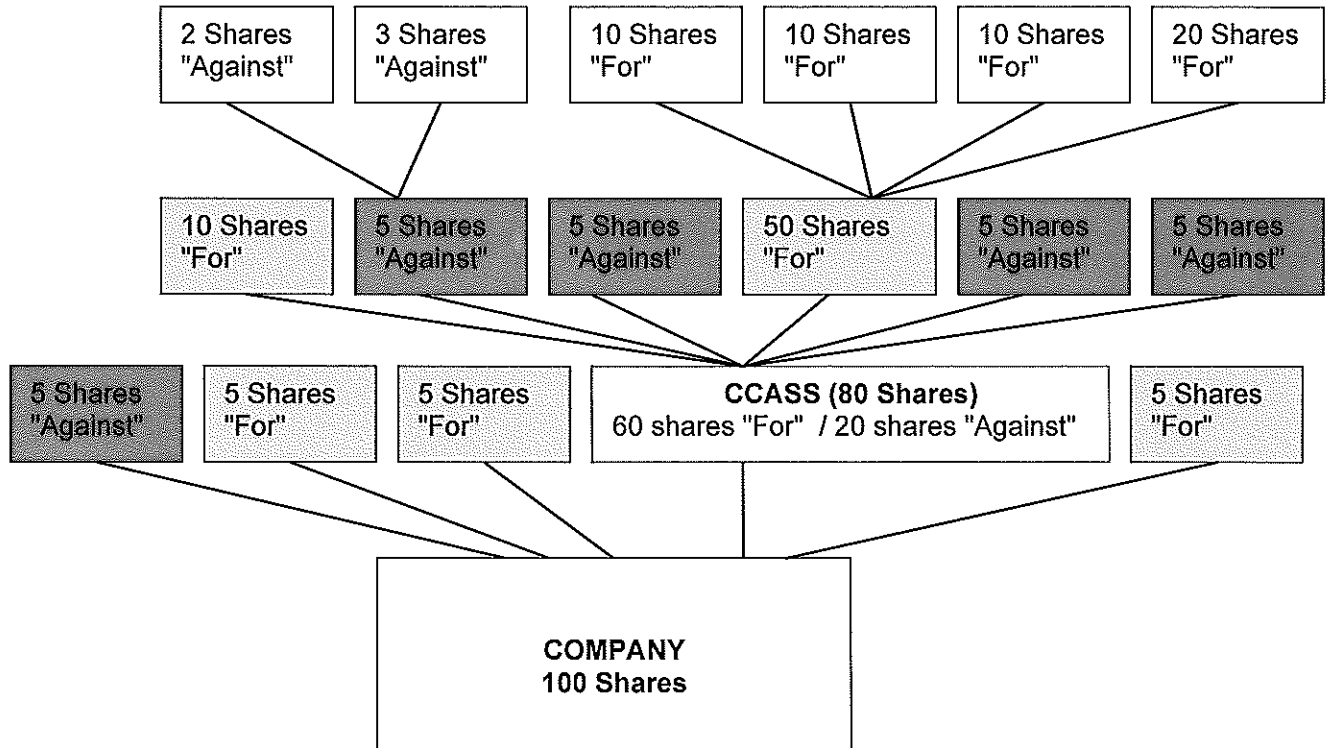 2 Shares
"Against"
3 Shares
"Against"
10 Shares
"For"
10 Shares
"For"
10 Shares
"For"
20 Shares
"For"
10 Shares
"For"
5 Shares
"Against"
5 Shares
"Against"
50 Shares
"For"
5 Shares
"Against"
5 Shares
"Against"
5 Shares
"Against"
5 Shares
"For"
5 Shares
"For"
CCASS (80 Shares)
60 shares "For" / 20 shares "Against"
5 Shares
"For"
COMPANY
100 Shares